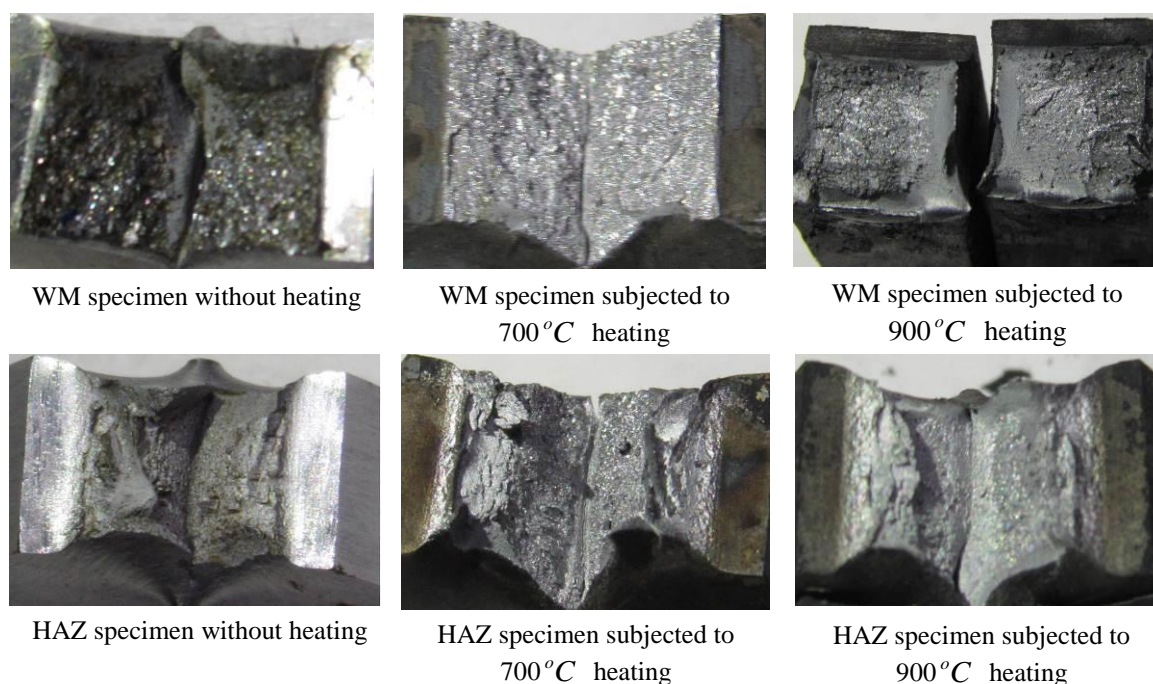 WM specimen without heating
WM specimen subjected to
700°C heating
WM specimen subjected to
900°C heating
HAZ specimen without heating
HAZ specimen subjected to
700°C heating
HAZ specimen subjected to
900°C heating